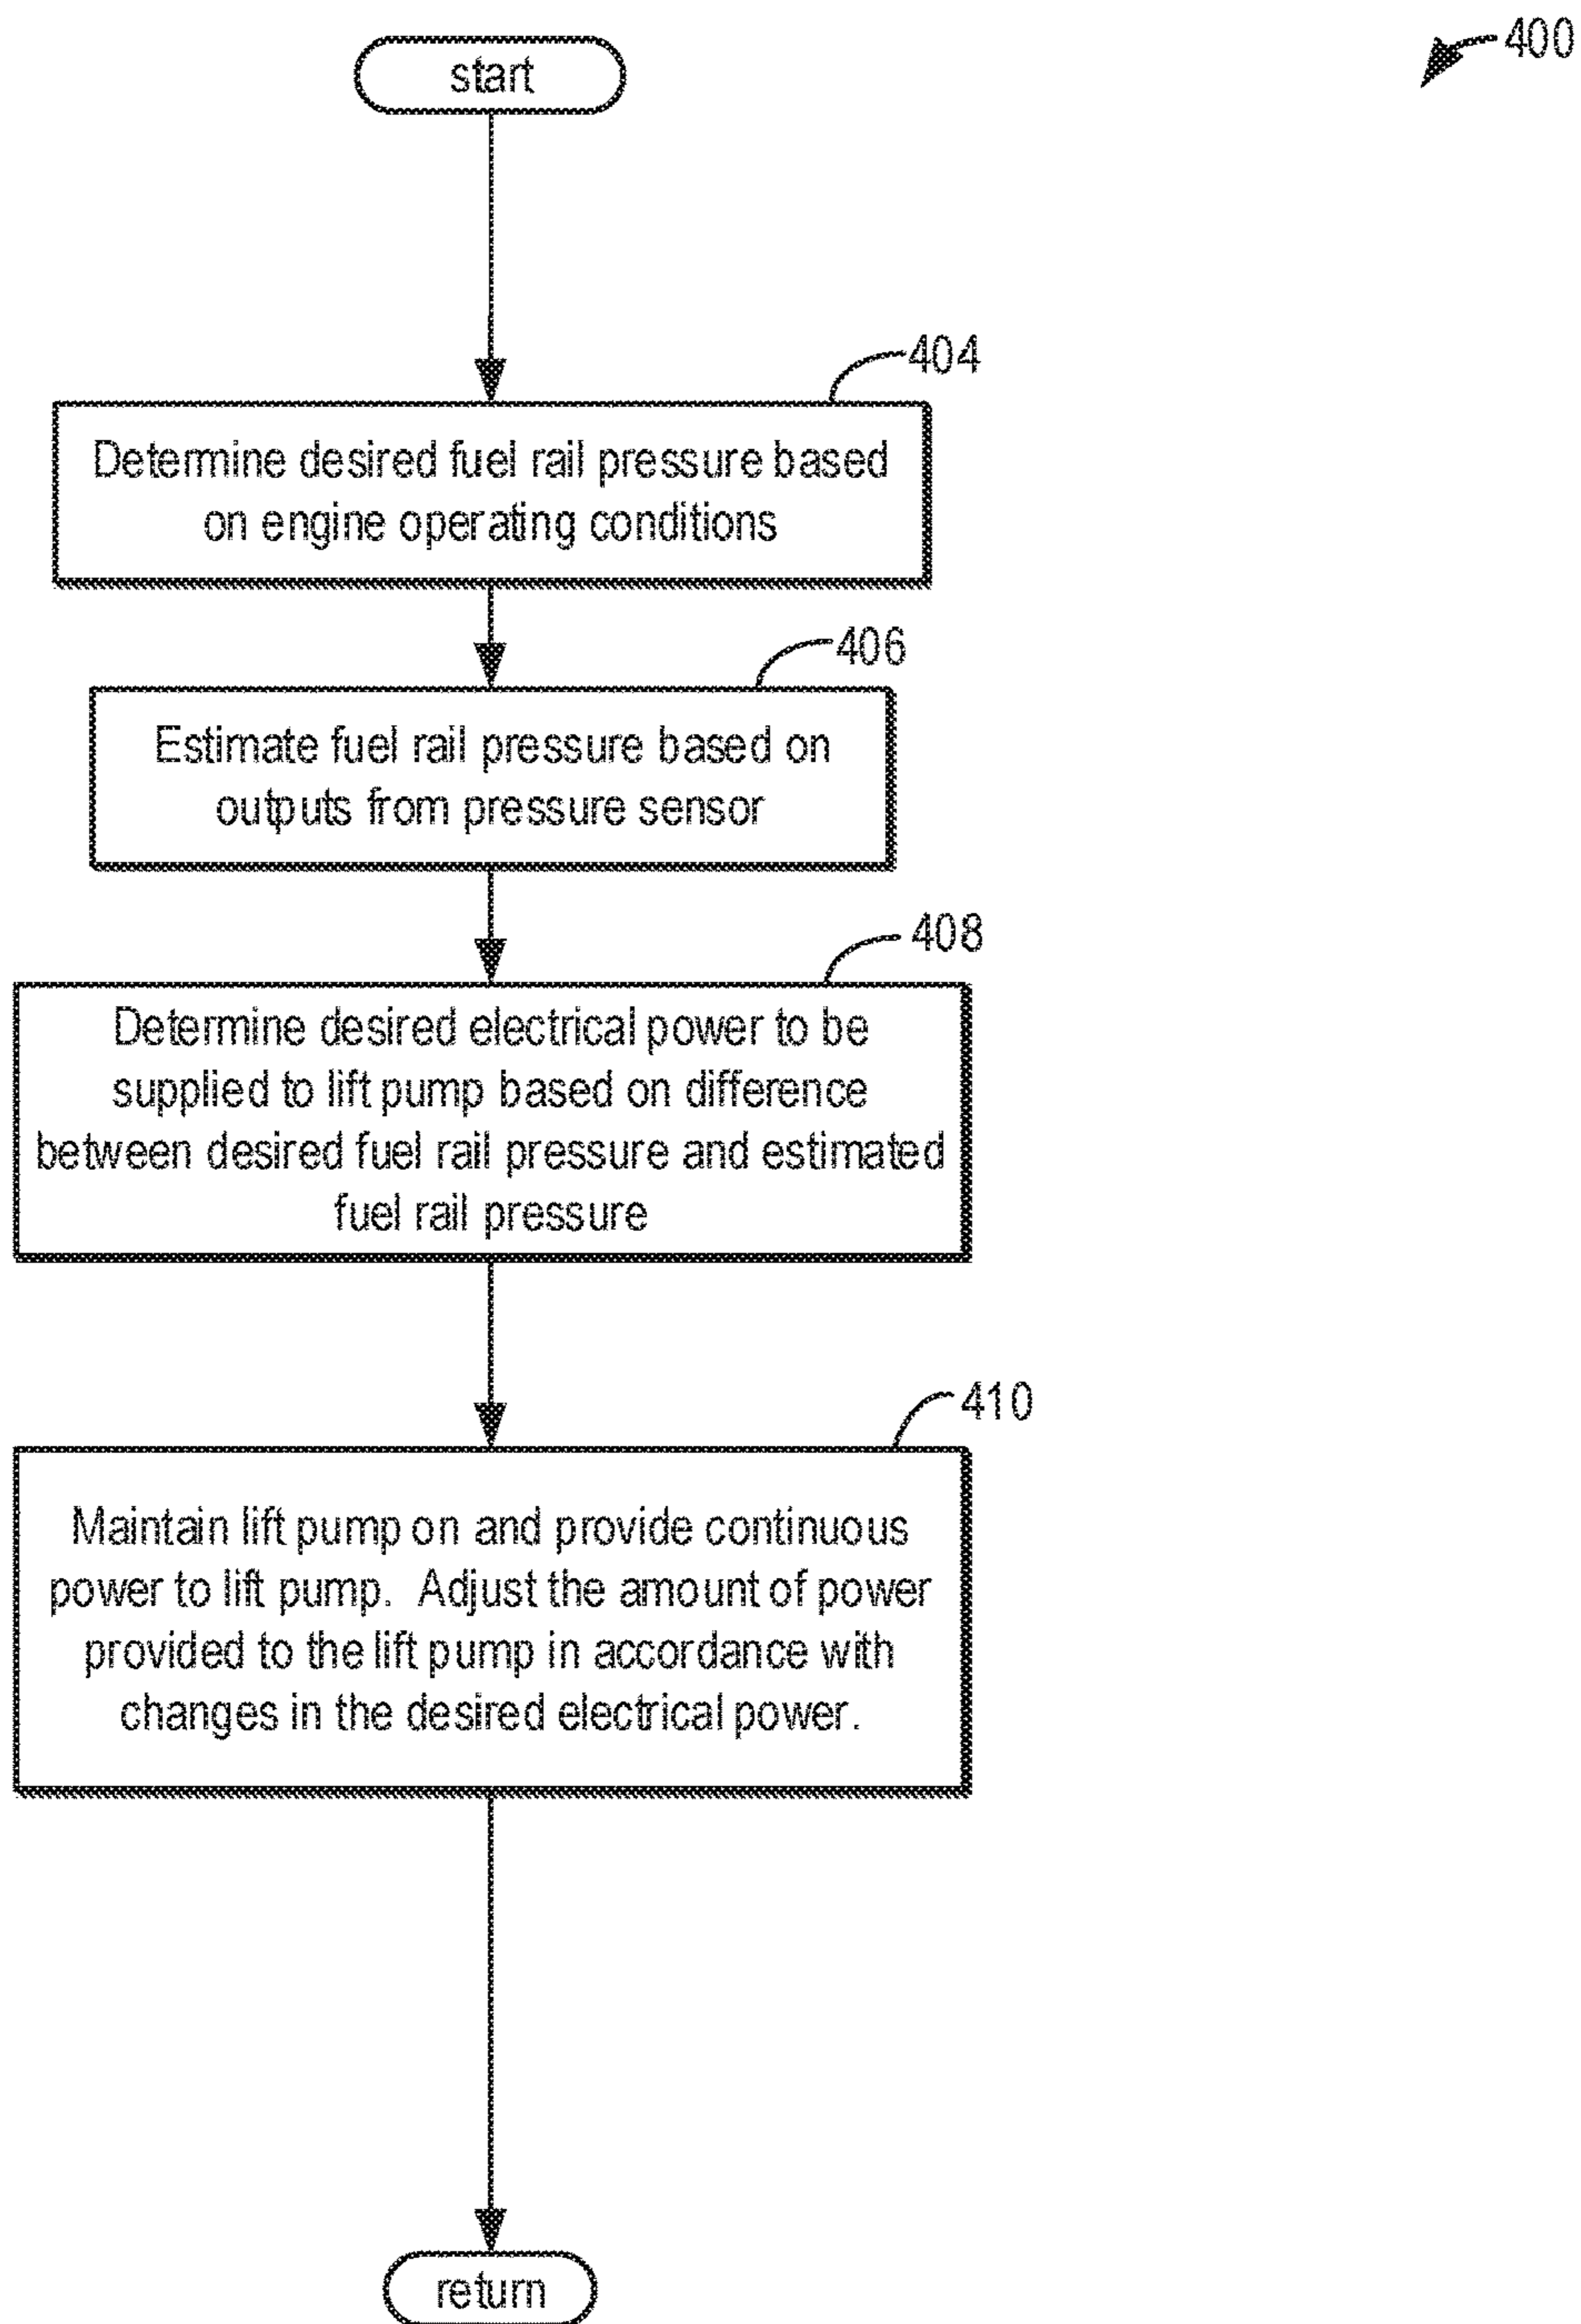 start
400
404
Determine desired fuel rail pressure based
on engine operating conditions
406
Estimate fuel rail pressure based on
outputs from pressure sensor
408
Determine desired electrical power to be
supplied to lift pump based on difference
between desired fuel rail pressure and estimated
fuel rail pressure
410
Maintain lift pump on and provide continuous
power to lift pump.  Adjust the amount of power
provided to the lift pump in accordance with
changes in the desired electrical power.
return